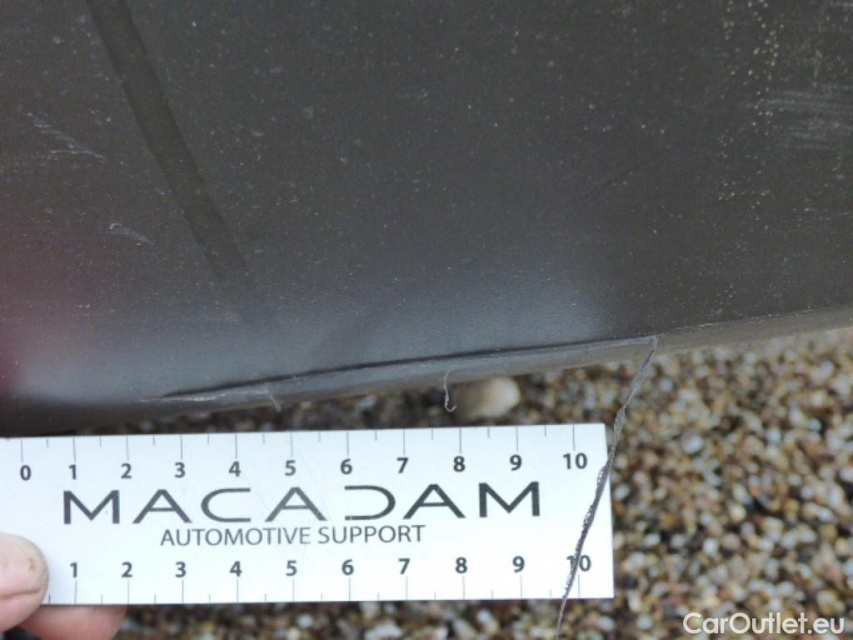 0 1 2 3 4 5 6 7 8 9 10
MACADAM
AUTOMOTIVE SUPPORT
1 2 3 4 5 6 7 8 9 10
CarOutlet.eu